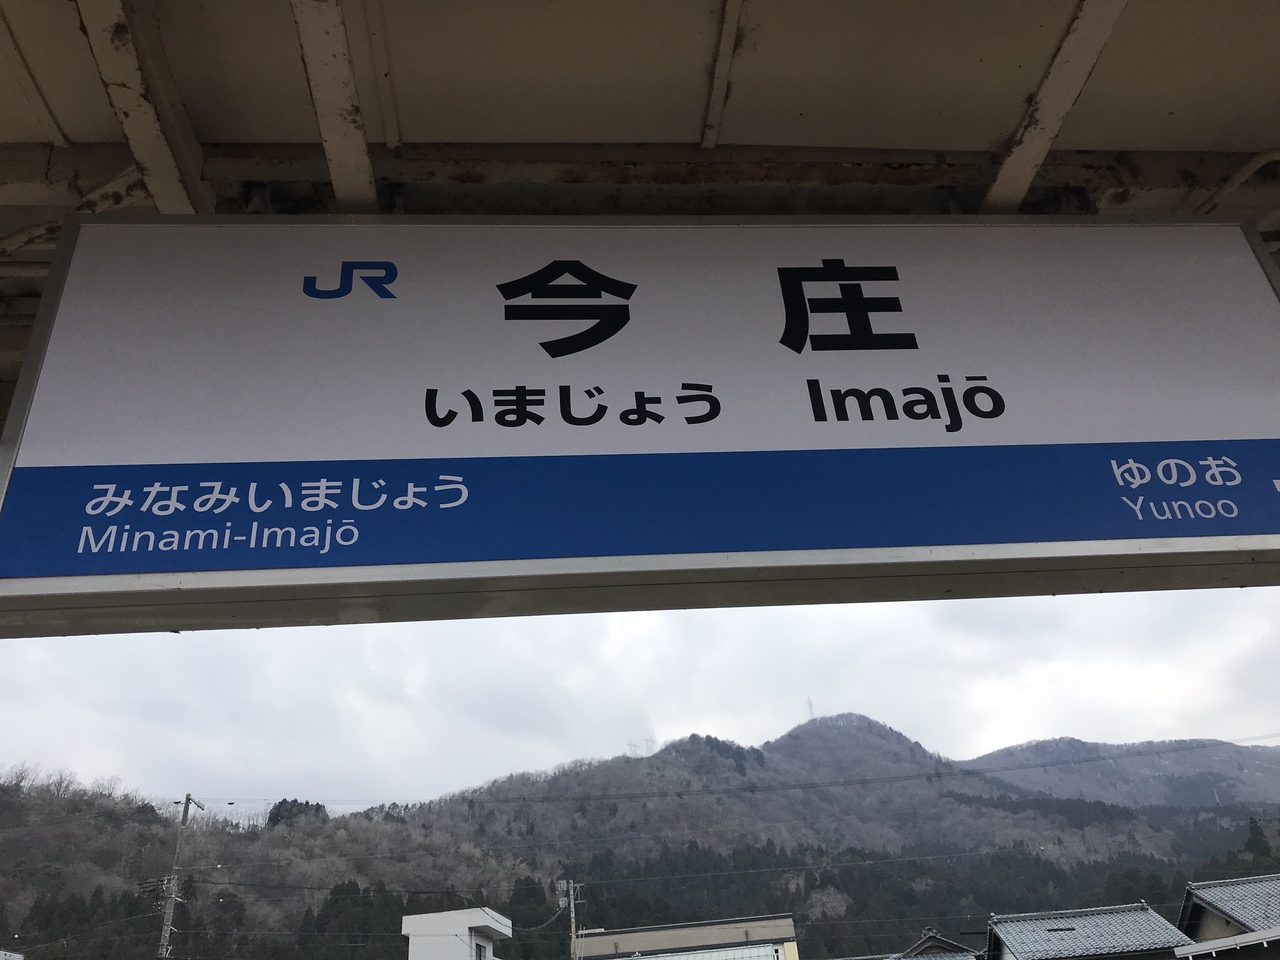 JR 今庄
いまじょう Imajō
みなみいまじょう
Minami-Imajō
ゆのお
Yunoo